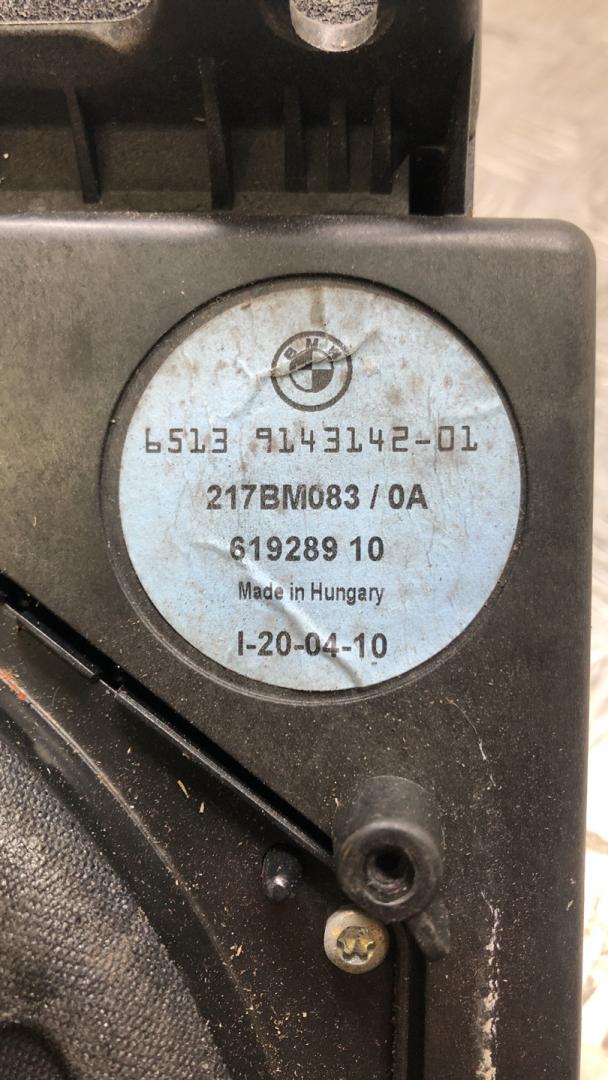 BMW
6513 9143142-01
217BM083 / 0A
619289 10
Made in Hungary
I-20-04-10